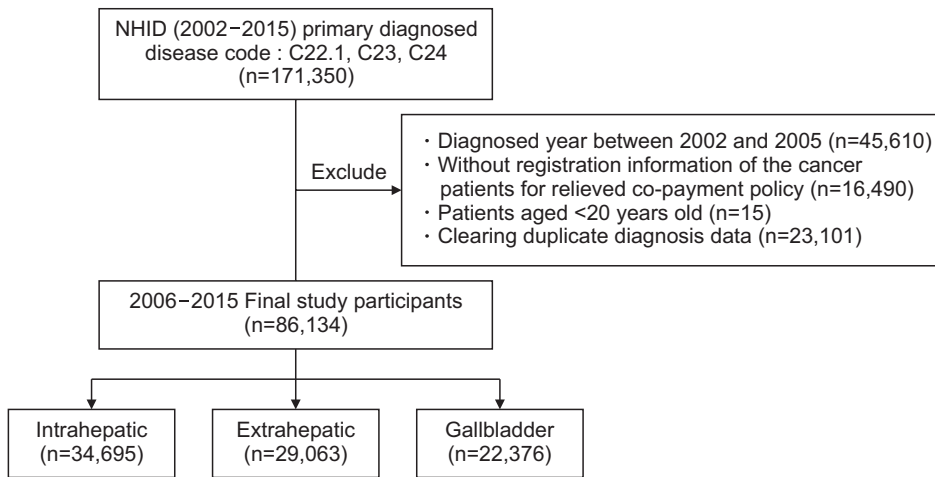 NHID (2002−2015) primary diagnosed
disease code : C22.1, C23, C24
(n=171,350)
Exclude
· Diagnosed year between 2002 and 2005 (n=45,610)
· Without registration information of the cancer
patients for relieved co-payment policy (n=16,490)
· Patients aged <20 years old (n=15)
· Clearing duplicate diagnosis data (n=23,101)
2006−2015 Final study participants
(n=86,134)
Intrahepatic
(n=34,695)
Extrahepatic
(n=29,063)
Gallbladder
(n=22,376)